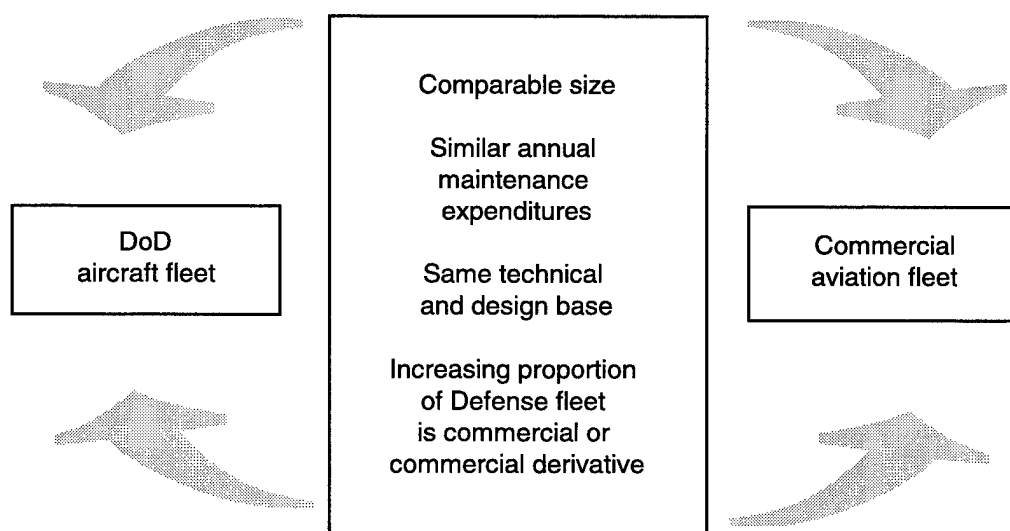 Comparable size
Similar annual
maintenance
expenditures
Same technical
and design base
Increasing proportion
of Defense fleet
is commercial or
commercial derivative
DoD
aircraft fleet
Commercial
aviation fleet